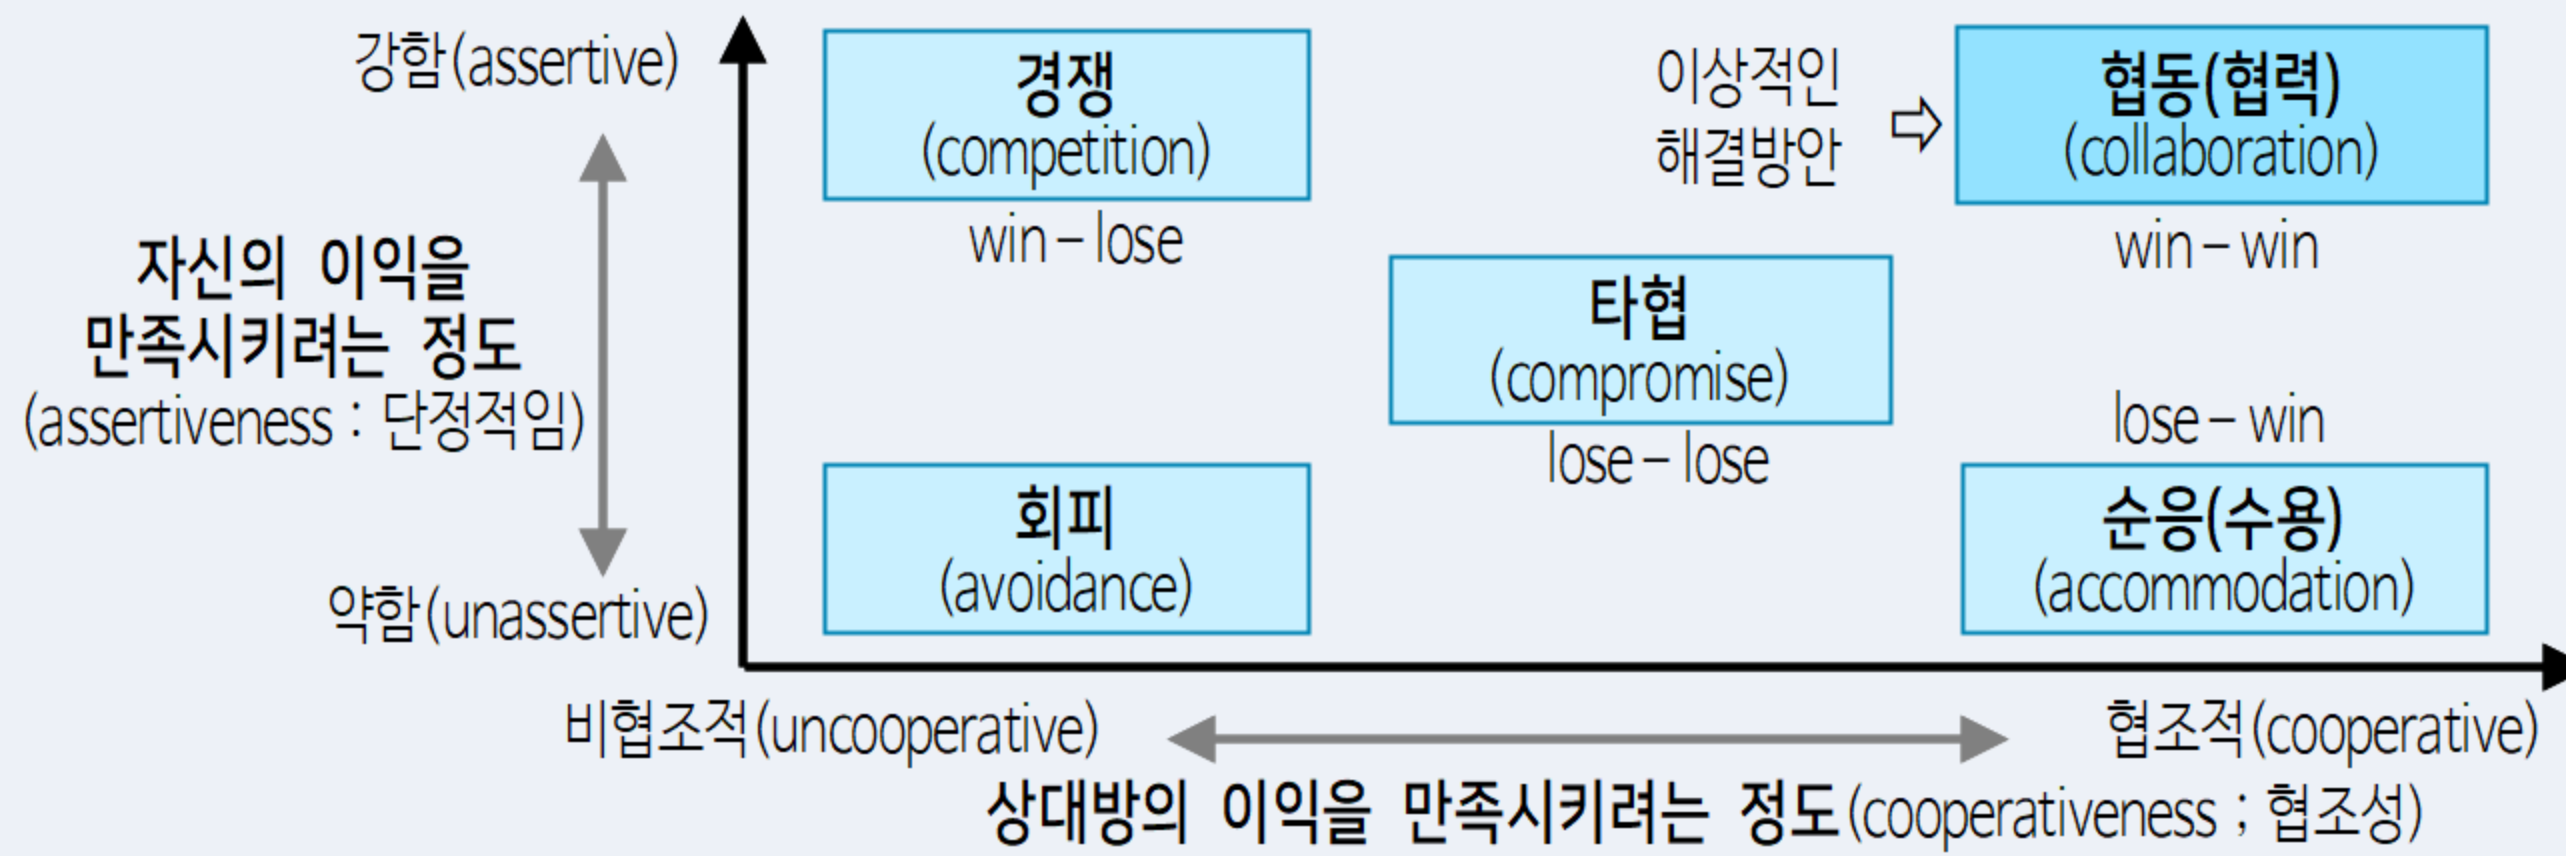 강함(assertive)
경쟁
(competition)
win – lose
이상적인
해결방안
협동(협력)
(collaboration)
win – win
자신의 이익을
만족시키려는 정도
(assertiveness : 단정적임)
타협
(compromise)
lose – lose
lose – win
회피
(avoidance)
순응(수용)
(accommodation)
약함(unassertive)
비협조적(uncooperative)
협조적(cooperative)
상대방의 이익을 만족시키려는 정도(cooperativeness ; 협조성)